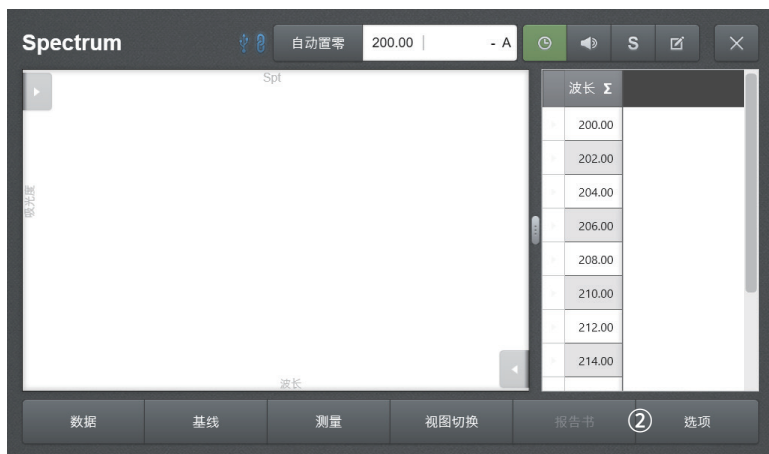 Spectrum 自动置零 200.00 - A S
Spt
吸光度
波长
波长 Σ
200.00
202.00
204.00
206.00
208.00
210.00
212.00
214.00
数据 基线 测量 视图切换 报告书 ② 选项